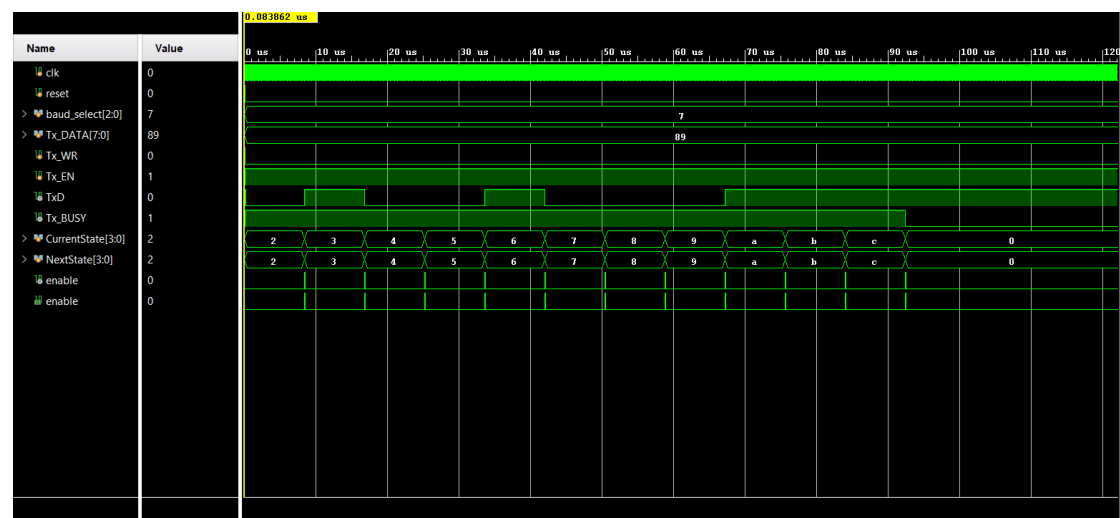 0.083862 us
Name Value 0 us 10 us 20 us 30 us 40 us 50 us 60 us 70 us 80 us 90 us 100 us 110 us 120
clk 0
reset 0
> baud_select[2:0] 7 7
> Tx_DATA[7:0] 89 89
Tx_WR 0
Tx_EN 1
TxD 0
Tx_BUSY 1
> CurrentState[3:0] 2 2 3 4 5 6 7 8 9 a b c 0
> NextState[3:0] 2 2 3 4 5 6 7 8 9 a b c 0
enable 0
enable 0